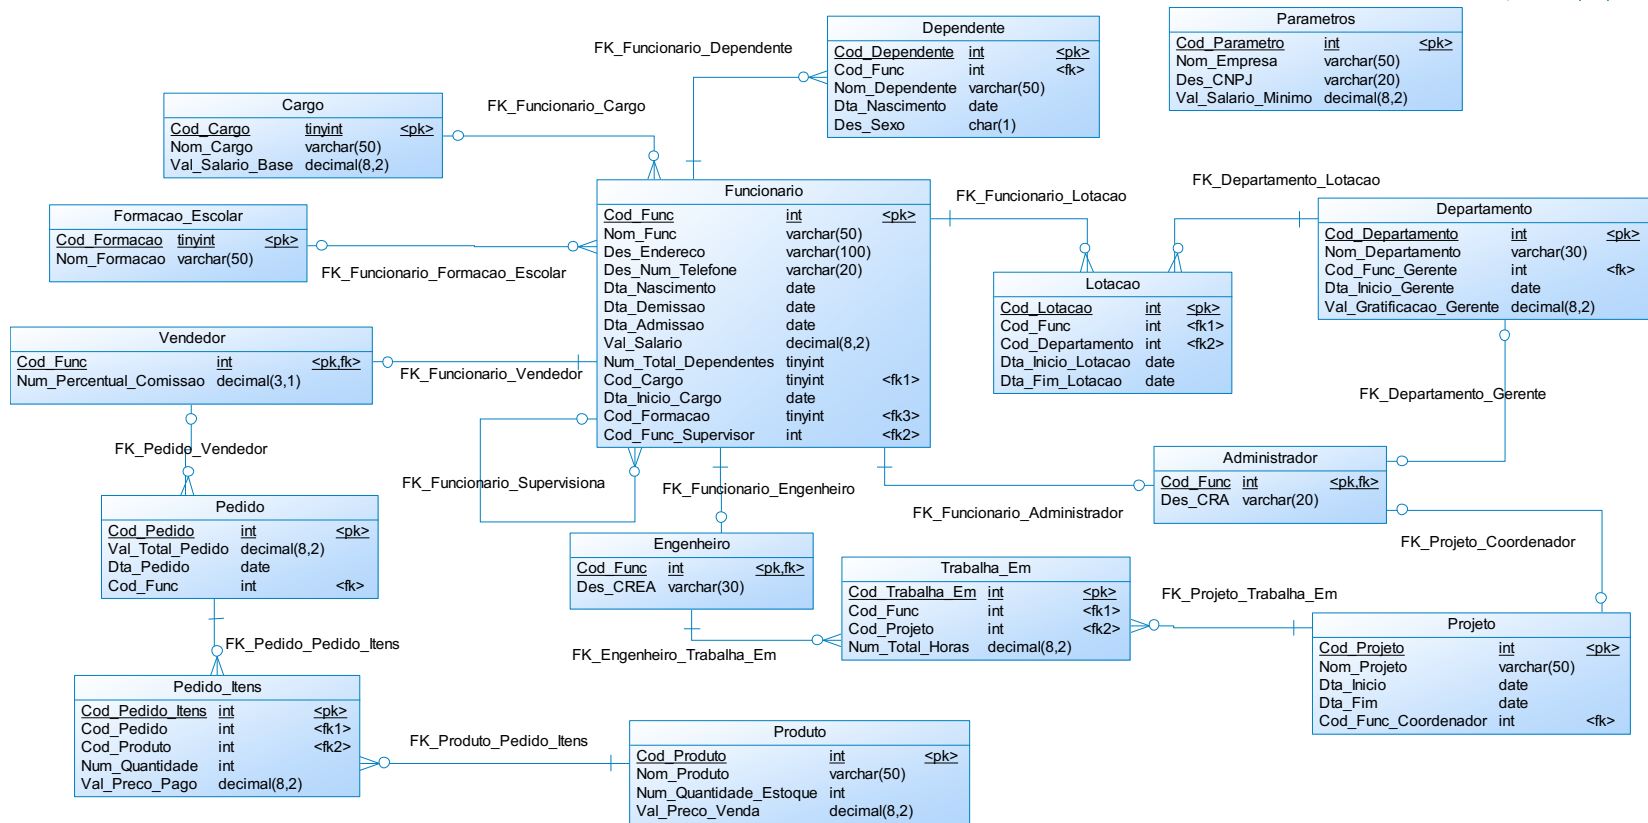 Dependente
Cod_Dependente int <pk>
Cod_Func int <fk>
Nom_Dependente varchar(50)
Dta_Nascimento date
Des_Sexo char(1)
Parametros
Cod_Parametro int <pk>
Nom_Empresa varchar(50)
Des_CNPJ varchar(20)
Val_Salario_Minimo decimal(8,2)
FK_Funcionario_Dependente
Cargo
Cod_Cargo tinyint <pk>
Nom_Cargo varchar(50)
Val_Salario_Base decimal(8,2)
FK_Funcionario_Cargo
Funcionario
Cod_Func int <pk>
Nom_Func varchar(50)
Des_Endereco varchar(100)
Des_Num_Telefone varchar(20)
Dta_Nascimento date
Dta_Demissao date
Dta_Admissao date
Val_Salario decimal(8,2)
Num_Total_Dependentes tinyint
Cod_Cargo tinyint <fk1>
Dta_Inicio_Cargo date
Cod_Formacao tinyint <fk3>
Cod_Func_Supervisor int <fk2>
FK_Funcionario_Lotacao
FK_Departamento_Lotacao
Departamento
Cod_Departamento int <pk>
Nom_Departamento varchar(30)
Cod_Func_Gerente int <fk>
Dta_Inicio_Gerente date
Val_Gratificacao_Gerente decimal(8,2)
Formacao_Escolar
Cod_Formacao tinyint <pk>
Nom_Formacao varchar(50)
FK_Funcionario_Formacao_Escolar
Lotacao
Cod_Lotacao int <pk>
Cod_Func int <fk1>
Cod_Departamento int <fk2>
Dta_Inicio_Lotacao date
Dta_Fim_Lotacao date
Vendedor
Cod_Func int <pk,fk>
Num_Percentual_Comissao decimal(3,1)
FK_Funcionario_Vendedor
FK_Departamento_Gerente
FK_Pedido_Vendedor
FK_Funcionario_Supervisiona
FK_Funcionario_Engenheiro
Administrador
Cod_Func int <pk,fk>
Des_CRA varchar(20)
FK_Funcionario_Administrador
FK_Projeto_Coordenador
Pedido
Cod_Pedido int <pk>
Val_Total_Pedido decimal(8,2)
Dta_Pedido date
Cod_Func int <fk>
Engenheiro
Cod_Func int <pk,fk>
Des_CREA varchar(30)
Trabalha_Em
Cod_Trabalha_Em int <pk>
Cod_Func int <fk1>
Cod_Projeto int <fk2>
Num_Total_Horas decimal(8,2)
FK_Projeto_Trabalha_Em
FK_Engenheiro_Trabalha_Em
Projeto
Cod_Projeto int <pk>
Nom_Projeto varchar(50)
Dta_Inicio date
Dta_Fim date
Cod_Func_Coordenador int <fk>
FK_Pedido_Pedido_Itens
Pedido_Itens
Cod_Pedido_Itens int <pk>
Cod_Pedido int <fk1>
Cod_Produto int <fk2>
Num_Quantidade int
Val_Preco_Pago decimal(8,2)
FK_Produto_Pedido_Itens
Produto
Cod_Produto int <pk>
Nom_Produto varchar(50)
Num_Quantidade_Estoque int
Val_Preco_Venda decimal(8,2)